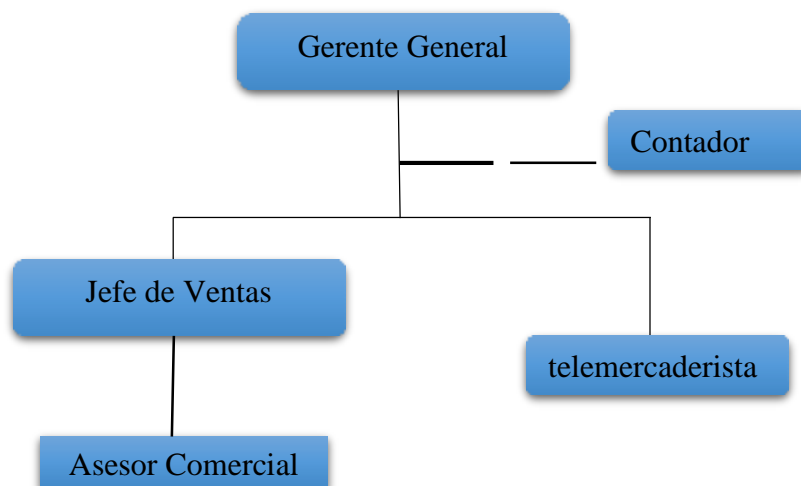 Gerente General
Contador
Jefe de Ventas
telemercaderista
Asesor Comercial